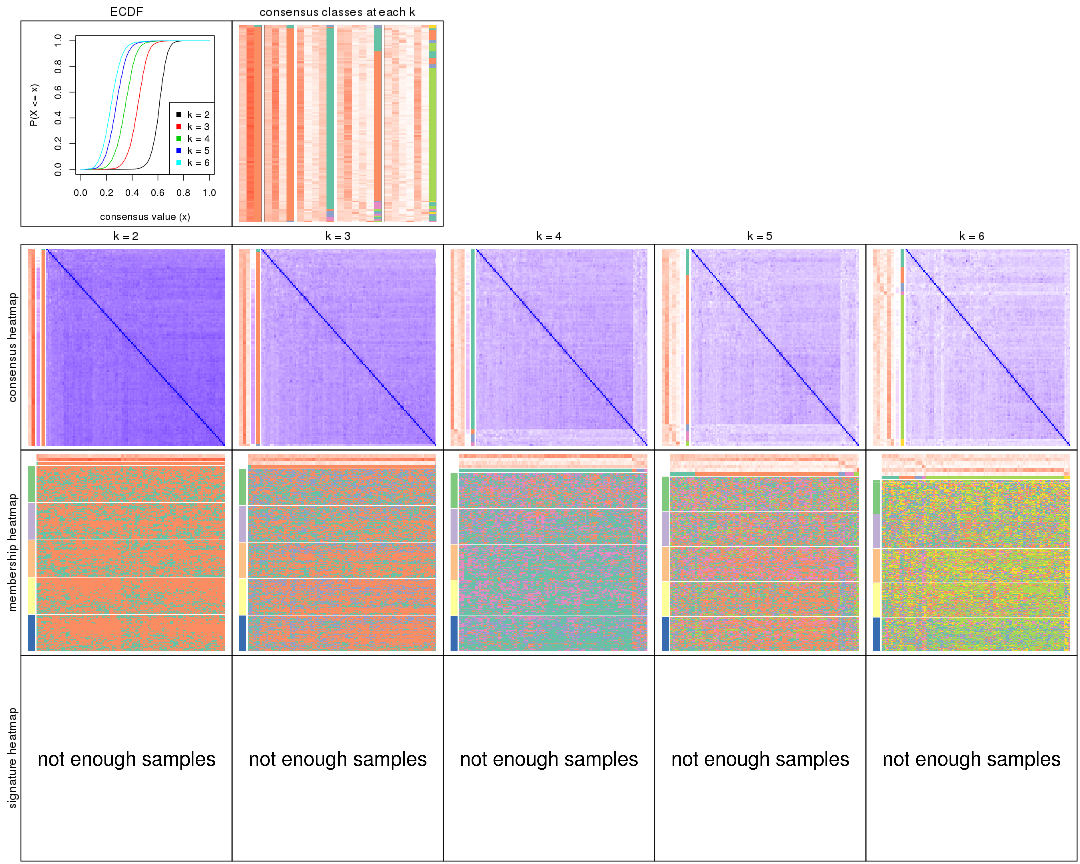 ECDF
consensus classes at each k
P(X <= x)
0.0 0.2 0.4 0.6 0.8 1.0
k = 2
k = 3
k = 4
k = 5
k = 6
0.0 0.2 0.4 0.6 0.8 1.0
consensus value (x)
k = 2 k = 3 k = 4 k = 5 k = 6
consensus heatmap
membership heatmap
signature heatmap
not enough samples not enough samples not enough samples not enough samples not enough samples